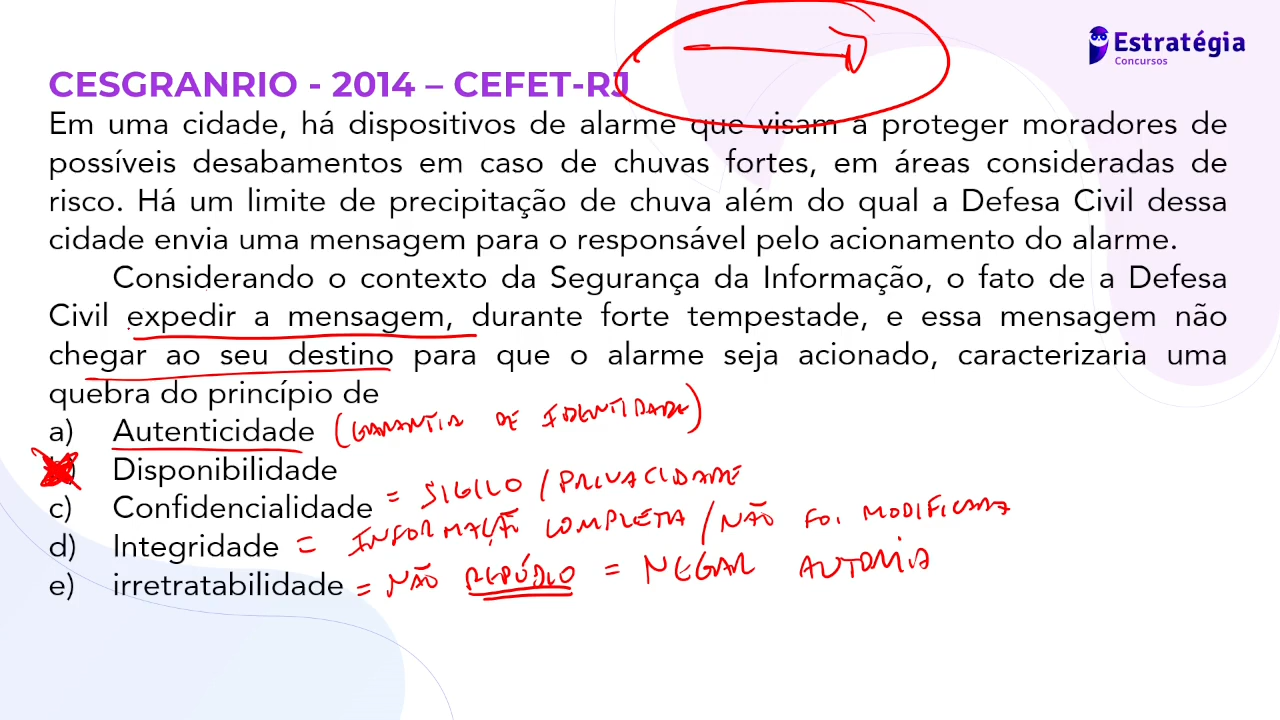 Estratégia
Concursos
CESGRANRIO - 2014 – CEFET-RJ
Em uma cidade, há dispositivos de alarme que visam a proteger moradores de
possíveis desabamentos em caso de chuvas fortes, em áreas consideradas de
risco. Há um limite de precipitação de chuva além do qual a Defesa Civil dessa
cidade envia uma mensagem para o responsável pelo acionamento do alarme.
Considerando o contexto da Segurança da Informação, o fato de a Defesa
Civil expedir a mensagem, durante forte tempestade, e essa mensagem não
chegar ao seu destino para que o alarme seja acionado, caracterizaria uma
quebra do princípio de
a) Autenticidade (GARANTIA DE IDENTIDADE)
b) Disponibilidade
c) Confidencialidade = SIGILO / PRIVACIDADE
d) Integridade = INFORMAÇÃO COMPLETA / NÃO FOI MODIFICADA
e) irretratabilidade = NÃO REPÚDIO = NEGAR AUTORIA